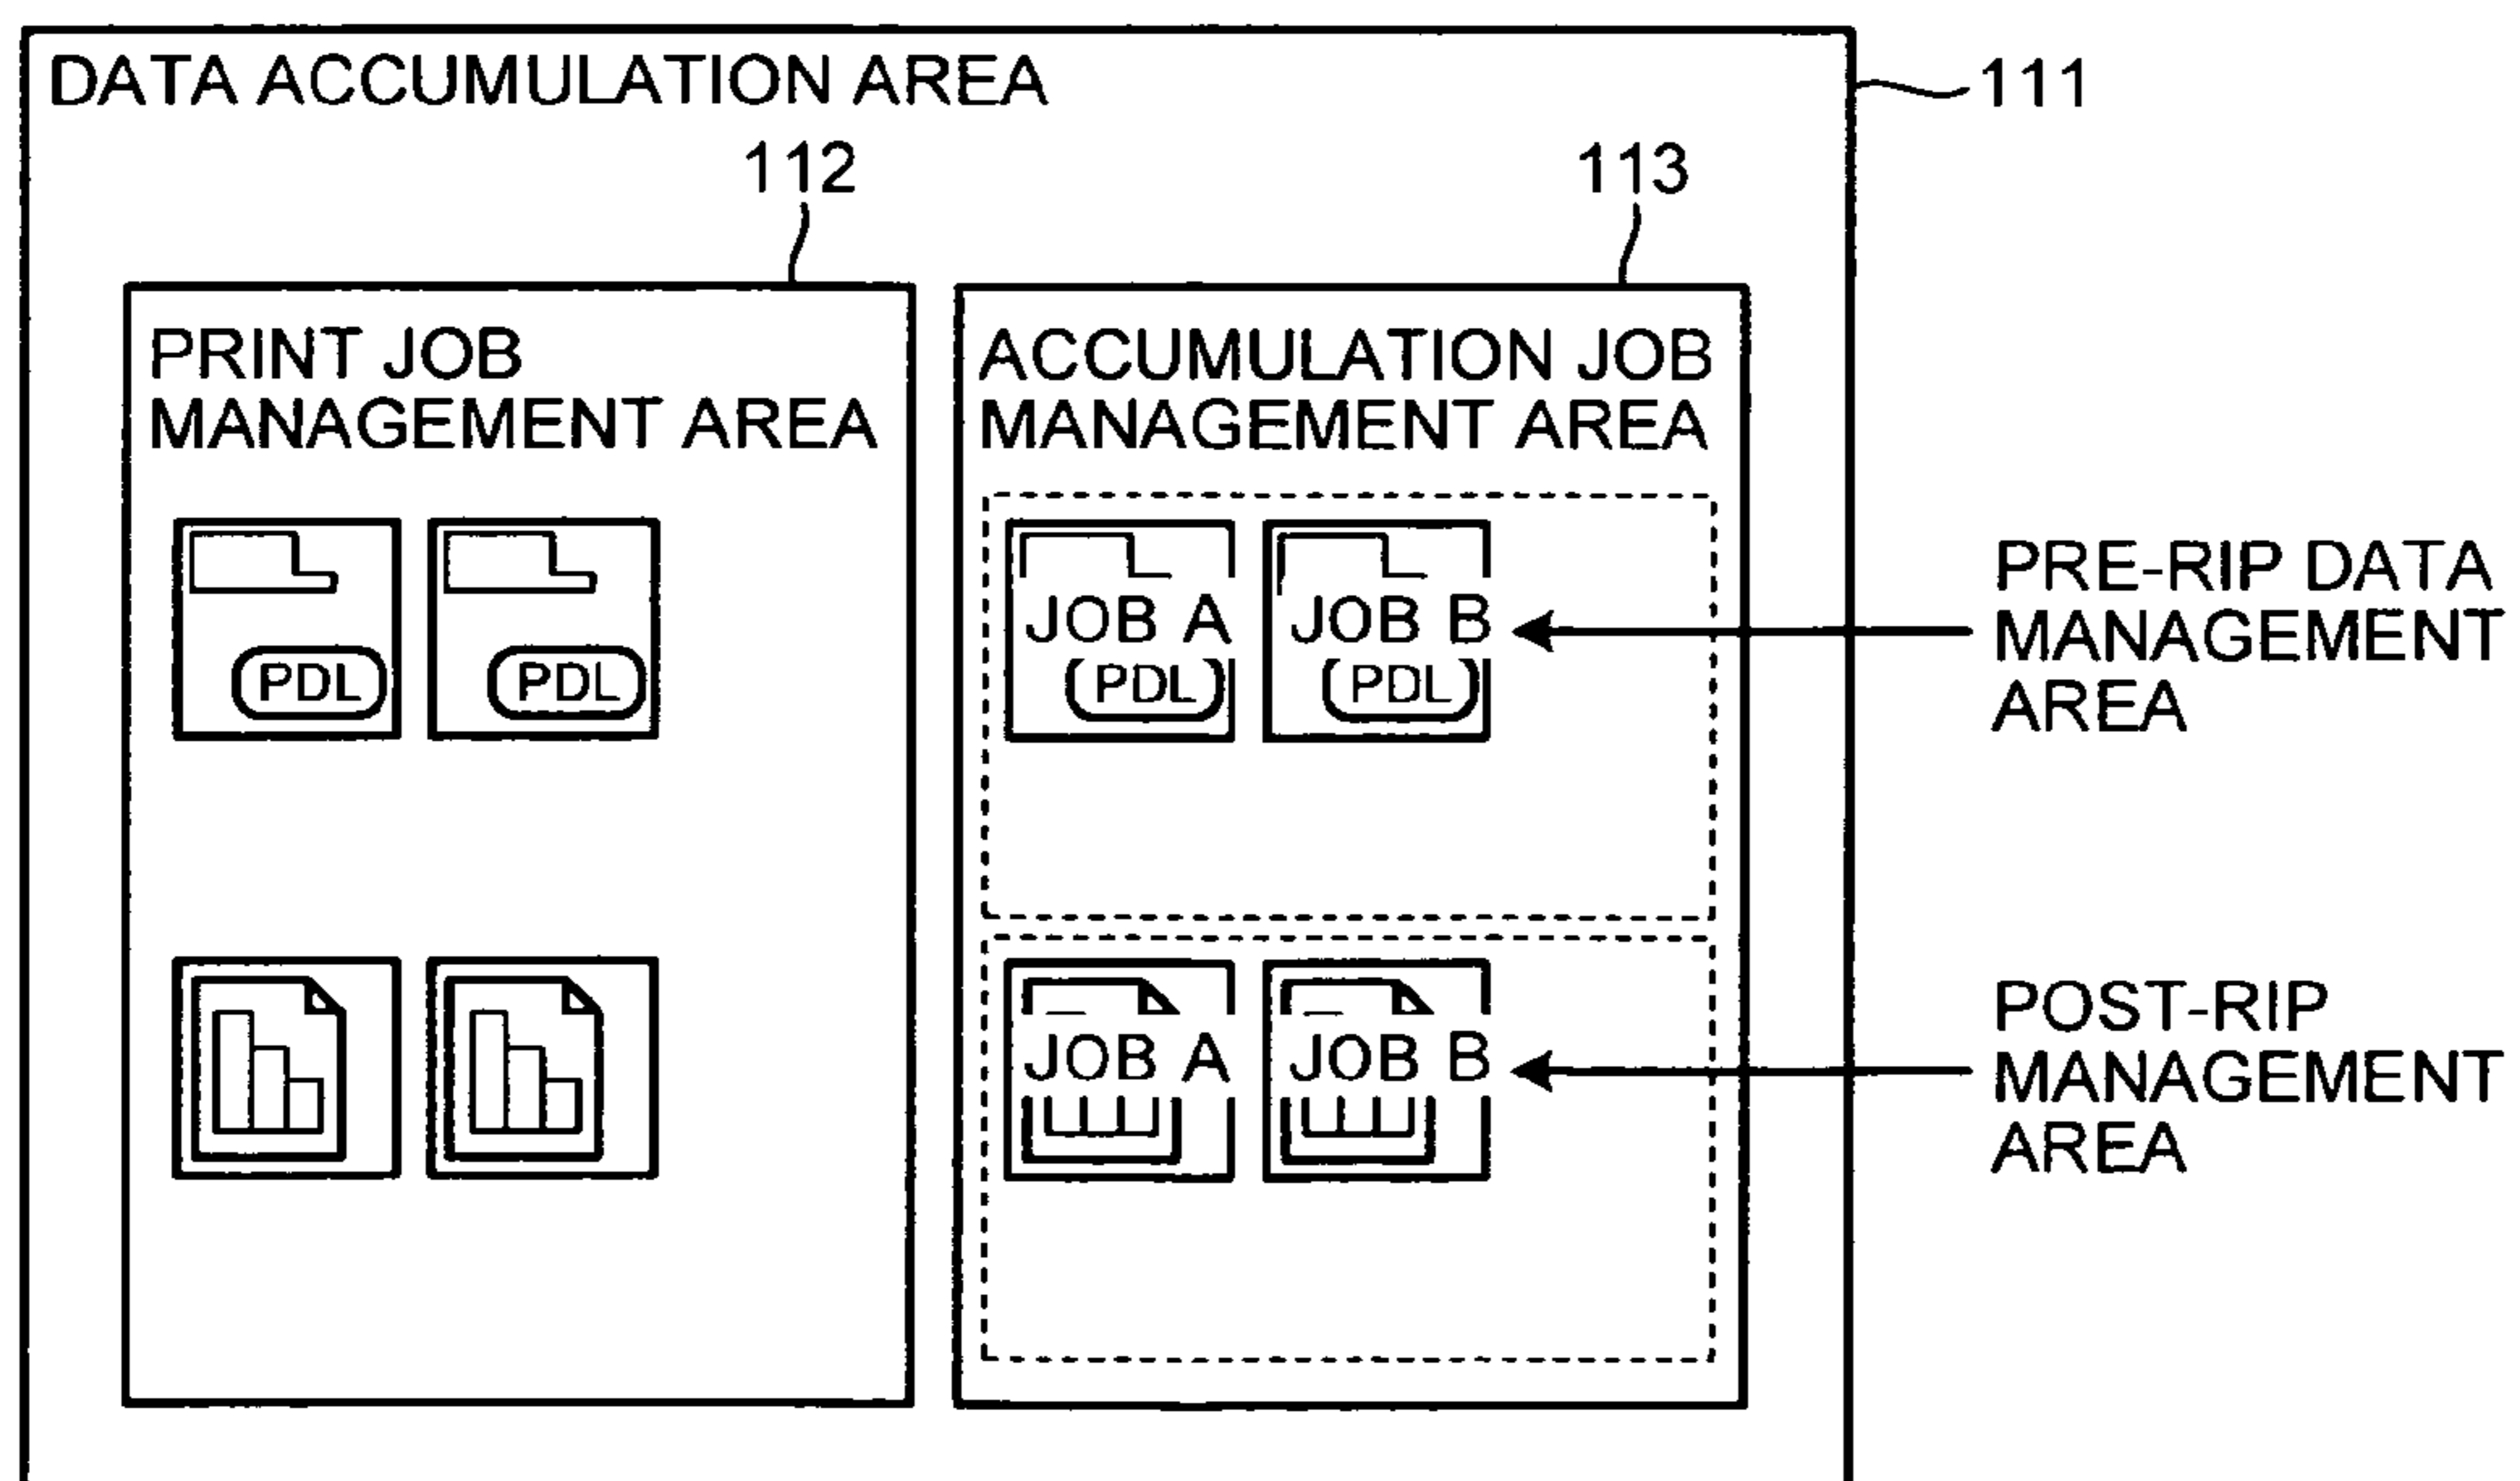 DATA ACCUMULATION AREA
111
112
113
PRINT JOB
MANAGEMENT AREA
PDL
PDL
ACCUMULATION JOB
MANAGEMENT AREA
JOB A
PDL
JOB B
PDL
JOB A
JOB B
PRE-RIP DATA
MANAGEMENT
AREA
POST-RIP
MANAGEMENT
AREA